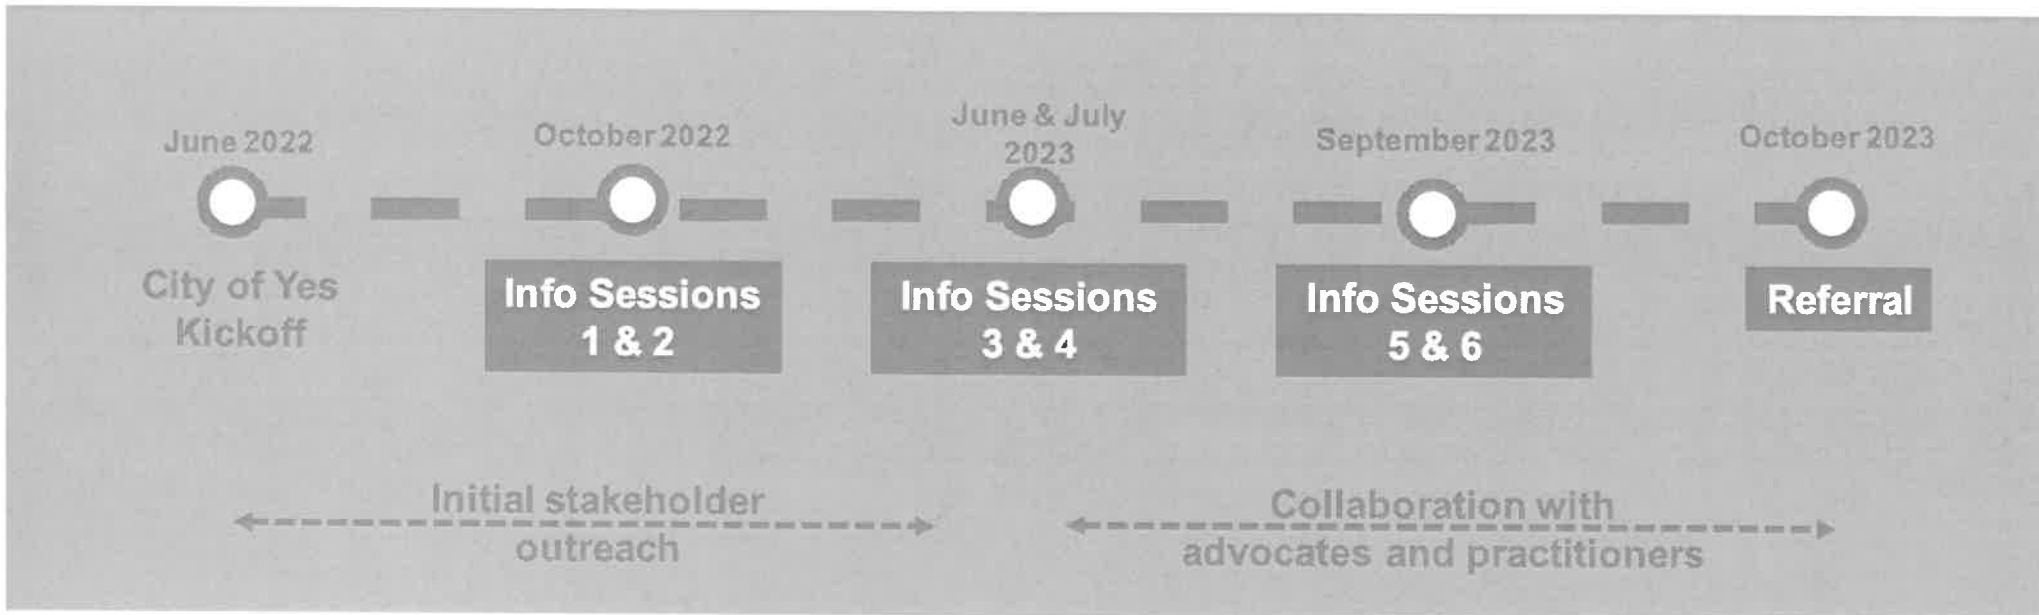 June 2022
October 2022
June & July
2023
September 2023
October 2023
City of Yes
Kickoff
Info Sessions
1 & 2
Info Sessions
3 & 4
Info Sessions
5 & 6
Referral
Initial stakeholder
outreach
Collaboration with
advocates and practitioners